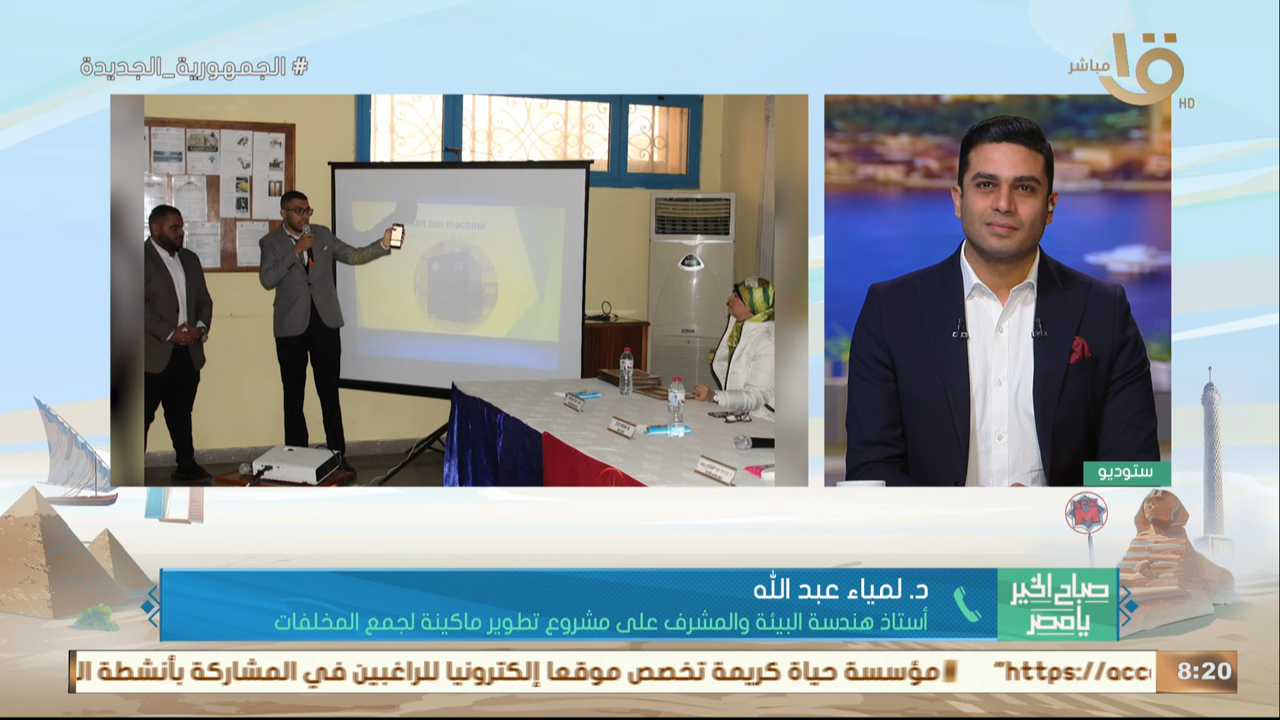 # الجمهورية_الجديدة
مباشر
HD
bin machine
ستوديو
صباح الخير
يا مصر
د. لمياء عبد الله
أستاذ هندسة البيئة والمشرف على مشروع تطوير ماكينة لجمع المخلفات
"https://acc
مؤسسة حياة كريمة تخصص موقعا إلكترونيا للراغبين في المشاركة بأنشطة ال
8:20